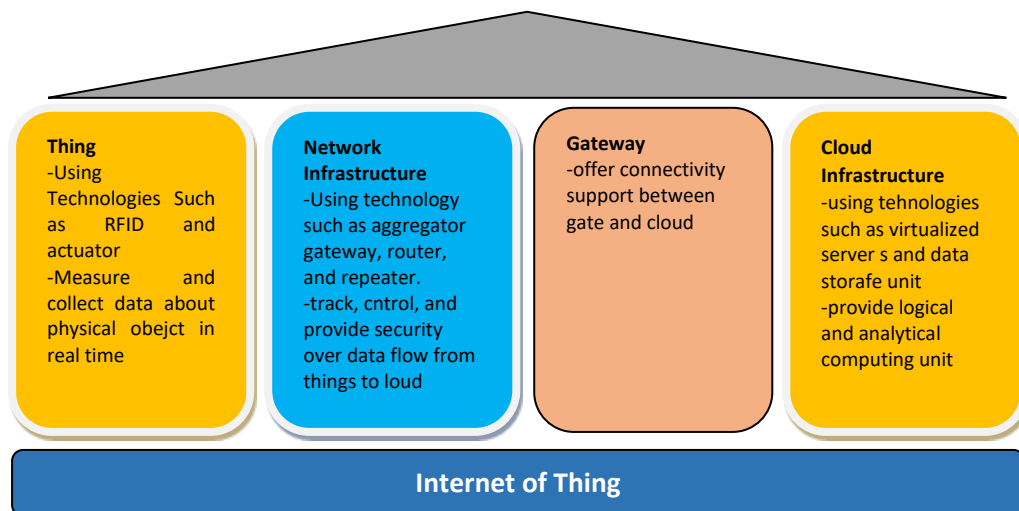 Thing
-Using
Technologies Such
as RFID and
actuator
-Measure and
collect data about
physical obejct in
real time
Network
Infrastructure
-Using technology
such as aggregator
gateway, router,
and repeater.
-track, cntrol, and
provide security
over data flow from
things to loud
Gateway
-offer connectivity
support between
gate and cloud
Cloud
Infrastructure
-using tehnologies
such as virtualized
server s and data
storafe unit
-provide logical
and analytical
computing unit
Internet of Thing